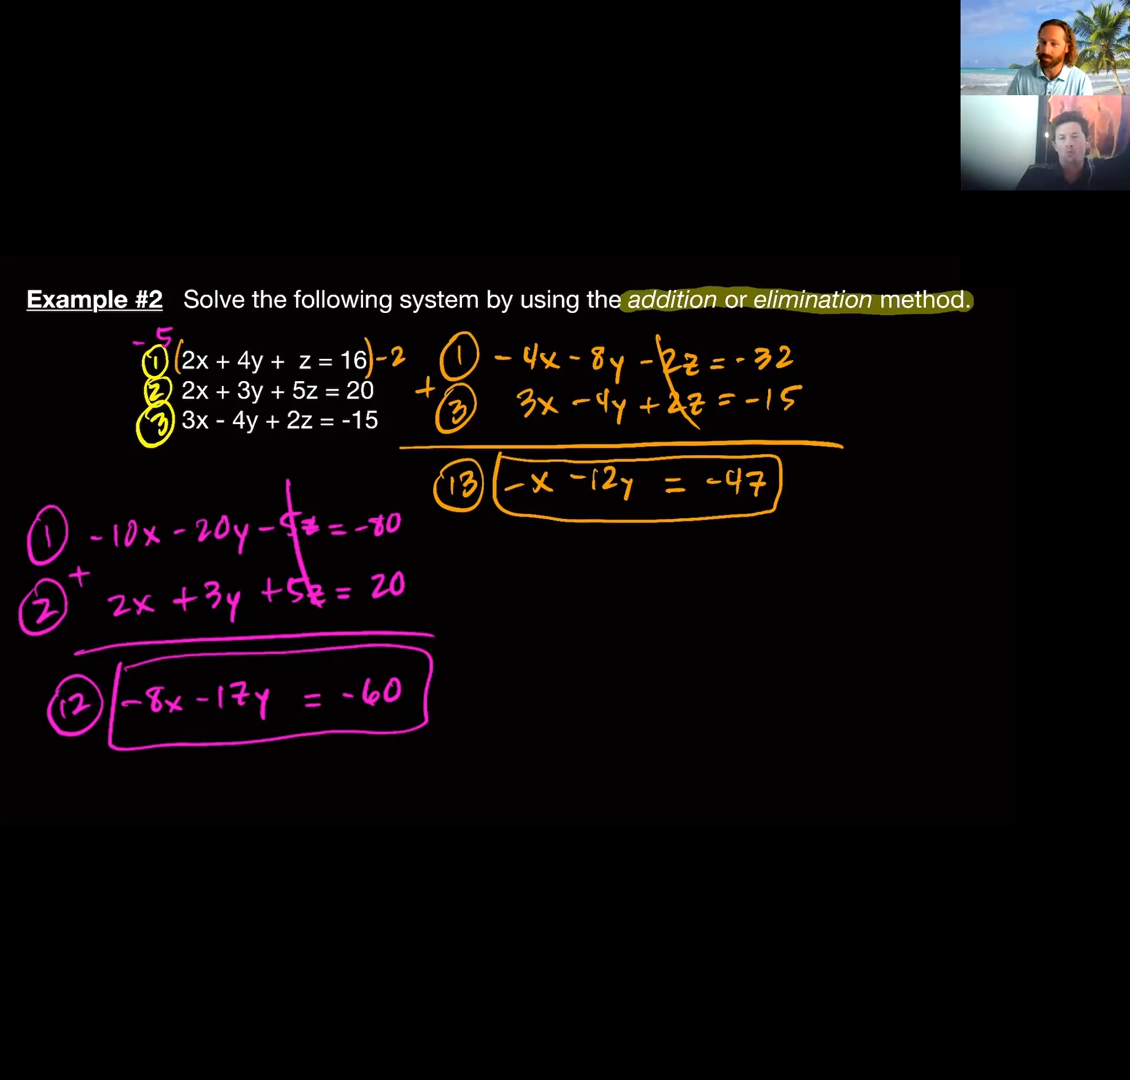 Example #2 Solve the following system by using the addition or elimination method.
-5
① (2x + 4y + z = 16)-2
② 2x + 3y + 5z = 20
③ 3x - 4y + 2z = -15
① -4x - 8y - 2z = -32
+ ③ 3x - 4y + 2z = -15
⑬ -x -12y = -47
① -10x - 20y - 5z = -80
② + 2x + 3y + 5z = 20
⑫ -8x - 17y = -60